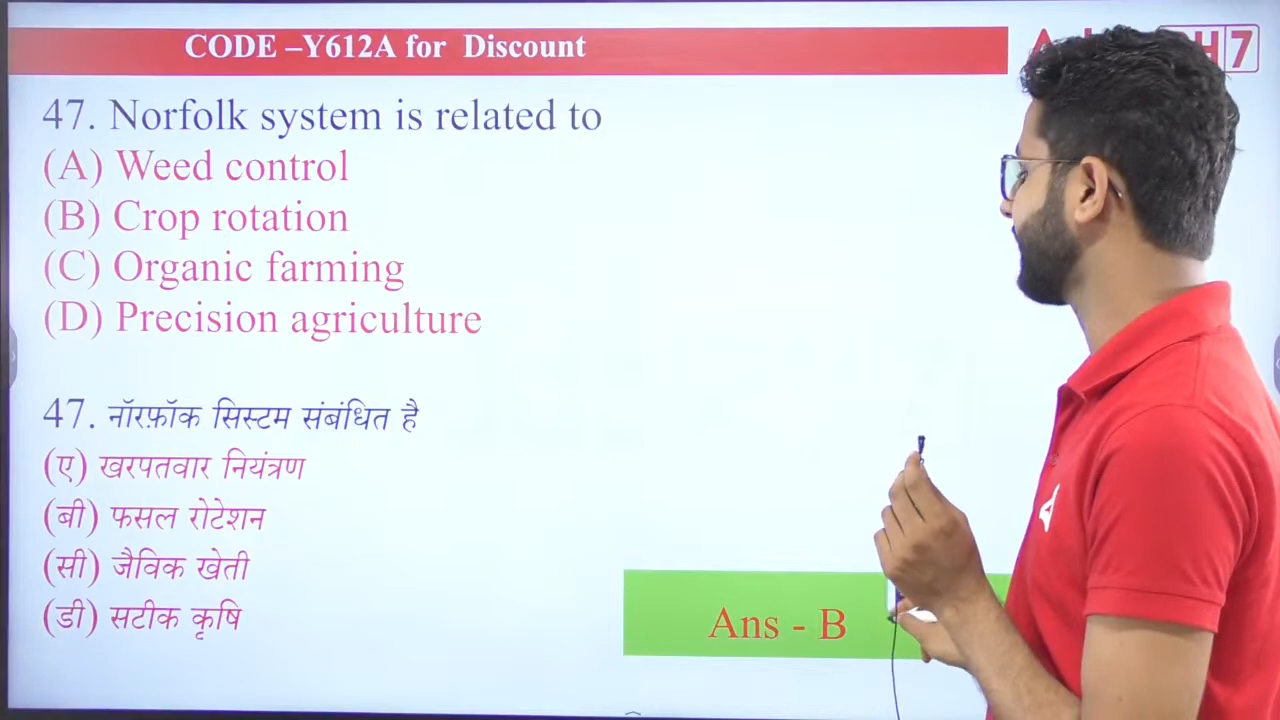 CODE –Y612A for Discount
47. Norfolk system is related to
(A) Weed control
(B) Crop rotation
(C) Organic farming
(D) Precision agriculture
47. नॉरफ़ॉक सिस्टम संबंधित है
(ए) खरपतवार नियंत्रण
(बी) फसल रोटेशन
(सी) जैविक खेती
(डी) सटीक कृषि
Ans - B